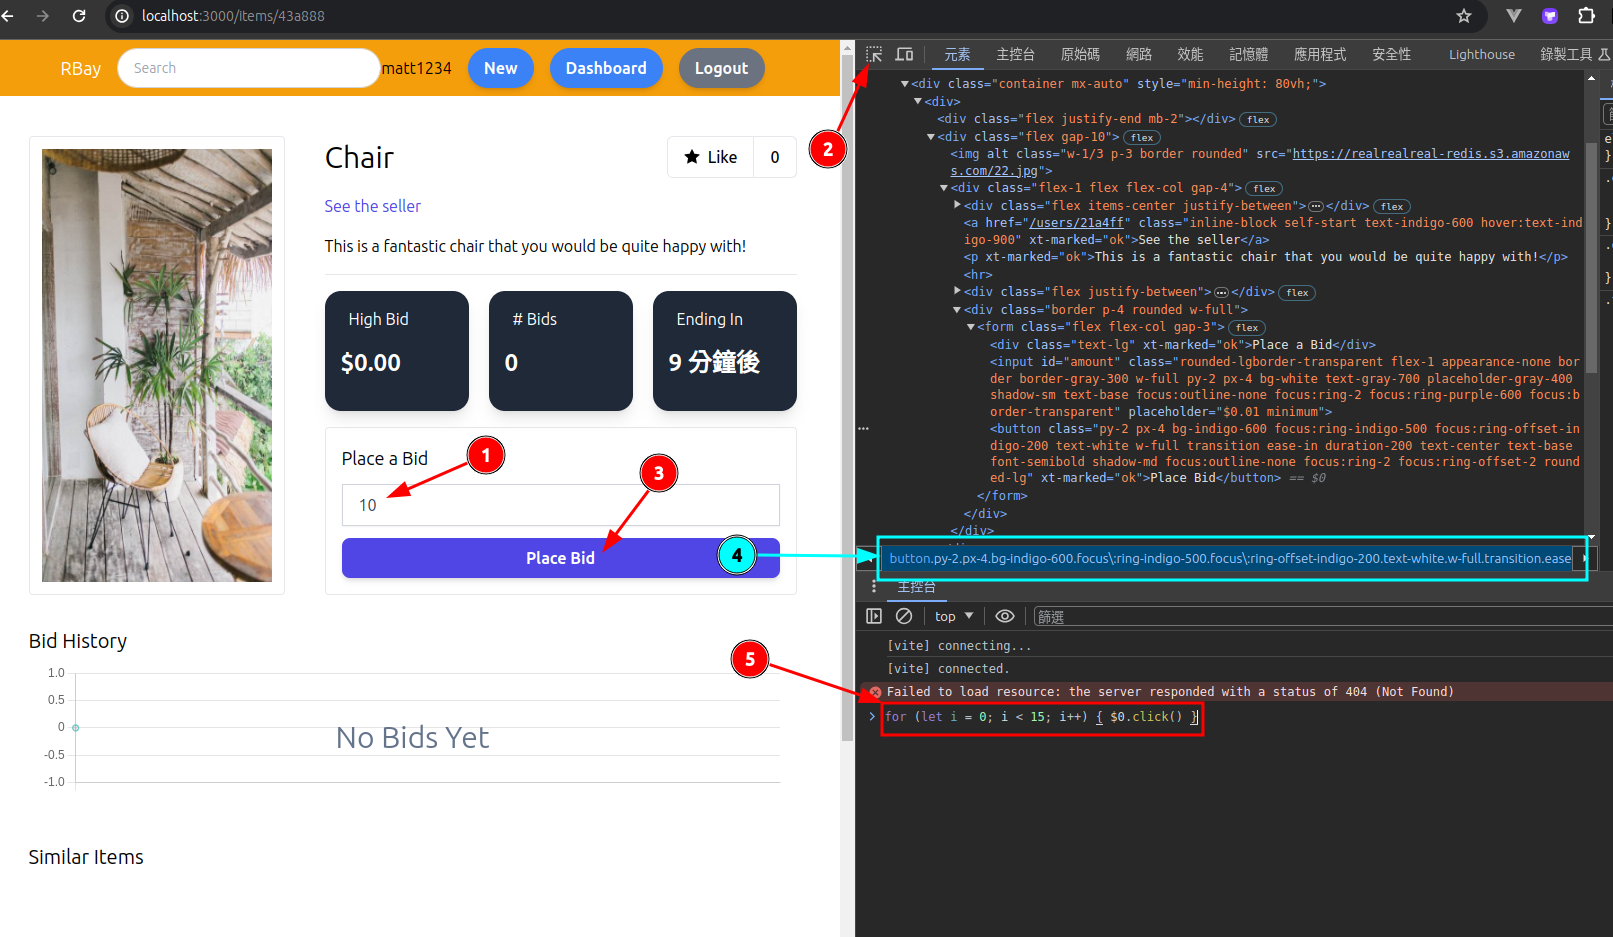 localhost:3000/items/43a888
RBay
Search
matt1234
New
Dashboard
Logout
Chair
Like
0
See the seller
This is a fantastic chair that you would be quite happy with!
High Bid
$0.00
# Bids
0
Ending In
9 分鐘後
Place a Bid
1
10
3
Place Bid
4
Bid History
1.0
0.5
0
-0.5
-1.0
No Bids Yet
5
Similar Items
2
元素
主控台
原始碼
網路
效能
記憶體
應用程式
安全性
Lighthouse
錄製工具
<div class="container mx-auto" style="min-height: 80vh;">
<div>
<div class="flex justify-end mb-2"></div> flex
<div class="flex gap-10"> flex
<img alt class="w-1/3 p-3 border rounded" src="https://realrealreal-redis.s3.amazonaw
s.com/22.jpg">
<div class="flex-1 flex flex-col gap-4"> flex
<div class="flex items-center justify-between"> … </div> flex
<a href="/users/21a4ff" class="inline-block self-start text-indigo-600 hover:text-ind
igo-900" xt-marked="ok">See the seller</a>
<p xt-marked="ok">This is a fantastic chair that you would be quite happy with!</p>
<hr>
<div class="flex justify-between"> … </div> flex
<div class="border p-4 rounded w-full">
<form class="flex flex-col gap-3"> flex
<div class="text-lg" xt-marked="ok">Place a Bid</div>
<input id="amount" class="rounded-lgborder-transparent flex-1 appearance-none bor
der border-gray-300 w-full py-2 px-4 bg-white text-gray-700 placeholder-gray-400
shadow-sm text-base focus:outline-none focus:ring-2 focus:ring-purple-600 focus:b
order-transparent" placeholder="$0.01 minimum">
<button class="py-2 px-4 bg-indigo-600 focus:ring-indigo-500 focus:ring-offset-in
digo-200 text-white w-full transition ease-in duration-200 text-center text-base
font-semibold shadow-md focus:outline-none focus:ring-2 focus:ring-offset-2 round
ed-lg" xt-marked="ok">Place Bid</button> == $0
</form>
</div>
</div>
button.py-2.px-4.bg-indigo-600.focus\:ring-indigo-500.focus\:ring-offset-indigo-200.text-white.w-full.transition.ease
主控台
top
篩選
[vite] connecting...
[vite] connected.
Failed to load resource: the server responded with a status of 404 (Not Found)
for (let i = 0; i < 15; i++) { $0.click() }